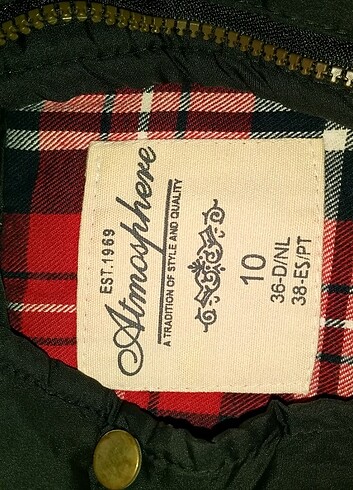 EST.1969
Atmosphere
A TRADITION OF STYLE AND QUALITY
10
36-D/NL
38-ES/PT